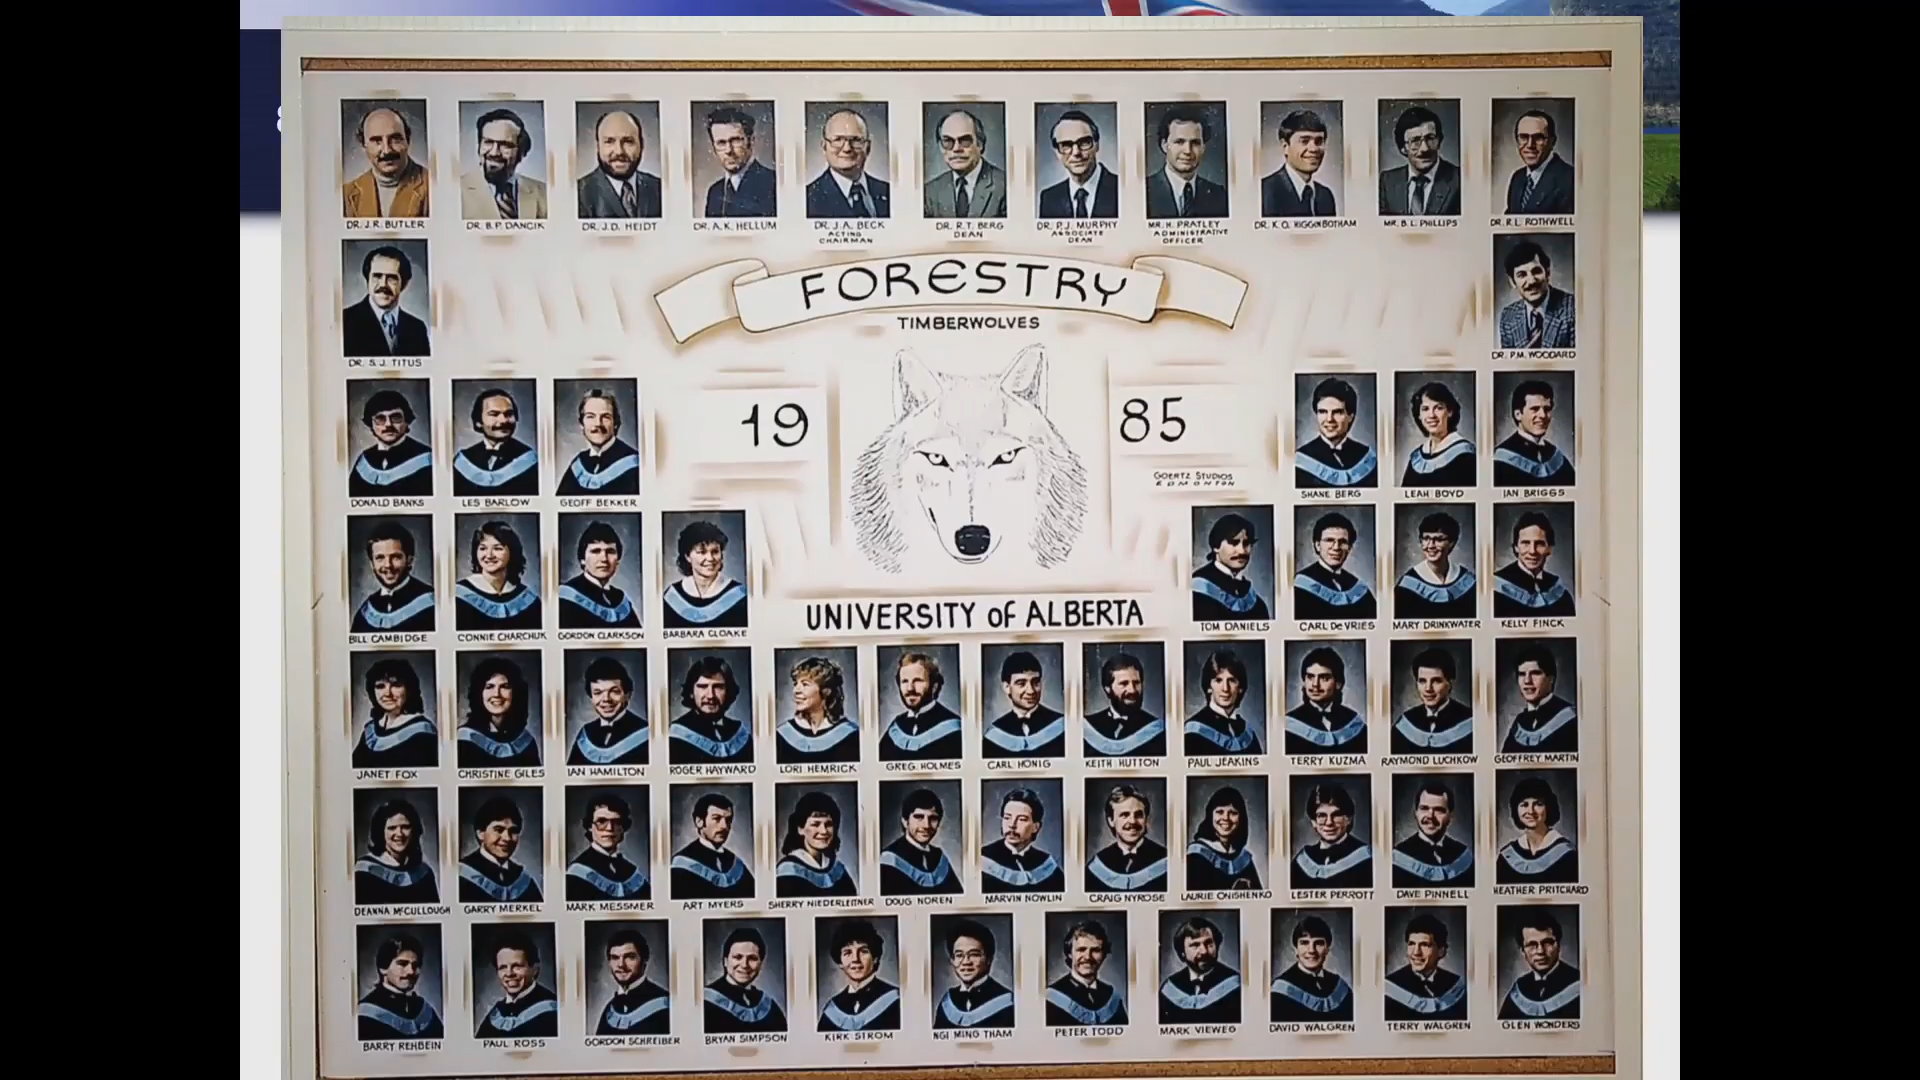 DR. J.R. BUTLER
DR. B.P. DANCIK
DR. J.D. HEIDT
DR. A.K. HELLUM
DR. J.A. BECK
ACTING
CHAIRMAN
DR. R.T. BERG
DEAN
DR. P.J. MURPHY
ASSOCIATE
DEAN
MR. H. PRATLEY
ADMINISTRATIVE
OFFICER
DR. K.O. HIGGINBOTHAM
MR. B.L. PHILLIPS
DR. R.L. ROTHWELL
DR. S.J. TITUS
FORESTRY
TIMBERWOLVES
DR. P.M. WOODARD
19
85
GOERTZ STUDIOS
EDMONTON
DONALD BANKS
LES BARLOW
GEOFF BEKKER
SHANE BERG
LEAH BOYD
IAN BRIGGS
UNIVERSITY of ALBERTA
BILL CAMBIDGE
CONNIE CHARCHUK
GORDON CLARKSON
BARBARA CLOAKE
TOM DANIELS
CARL DeVRIES
MARY DRINKWATER
KELLY FINCK
JANET FOX
CHRISTINE GILES
IAN HAMILTON
ROGER HAYWARD
LORI HEMRICK
GREG HOLMES
CARL HONIG
KEITH HUTTON
PAUL JEAKINS
TERRY KUZMA
RAYMOND LUCHKOW
GEOFFREY MARTIN
DEANNA McCULLOUGH
GARRY MERKEL
MARK MESSMER
ART MYERS
SHERRY NIEDERLEITNER
DOUG NOREN
MARVIN NOWLIN
CRAIG NYROSE
LAURIE ONISHENKO
LESTER PERROTT
DAVE PINNELL
HEATHER PRITCHARD
BARRY REHBEIN
PAUL ROSS
GORDON SCHREIBER
BRYAN SIMPSON
KIRK STROM
NGI MING THAM
PETER TODD
MARK VIEWEG
DAVID WALGREN
TERRY WALGREN
GLEN WONDERS